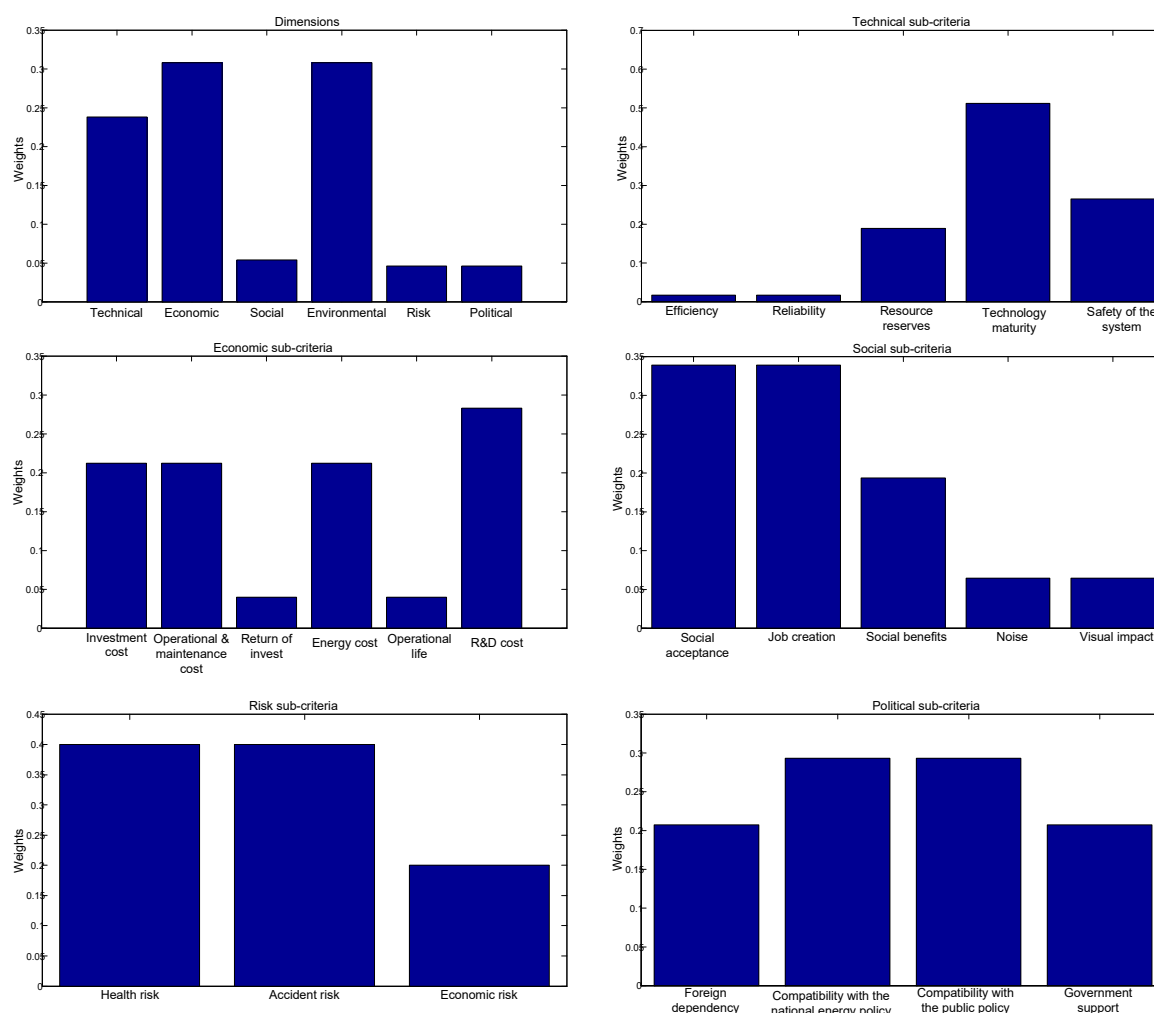 Dimensions
0.35
0.3
0.25
0.2
0.15
0.1
0.05
0
Weights
Technical Economic Social Environmental Risk Political
Technical sub-criteria
0.7
0.6
0.5
0.4
0.3
0.2
0.1
0
Weights
Efficiency Reliability Resource Technology Safety of the
reserves maturity system
Economic sub-criteria
0.35
0.3
0.25
0.2
0.15
0.1
0.05
0
Weights
Investment Operational & Return of Energy cost Operational R&D cost
cost maintenance invest life
cost
Social sub-criteria
0.35
0.3
0.25
0.2
0.15
0.1
0.05
0
Weights
Social Job creation Social benefits Noise Visual impact
acceptance
Risk sub-criteria
0.45
0.4
0.35
0.3
0.25
0.2
0.15
0.1
0.05
0
Weights
Health risk Accident risk Economic risk
Political sub-criteria
0.35
0.3
0.25
0.2
0.15
0.1
0.05
0
Weights
Foreign Compatibility with the Compatibility with Government
dependency national energy policy the public policy support